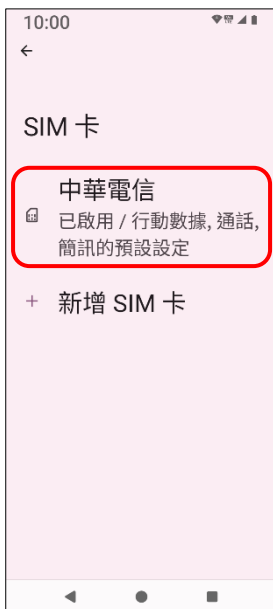 10:00
SIM 卡
中華電信
已啟用 / 行動數據, 通話,
簡訊的預設設定
+ 新增 SIM 卡